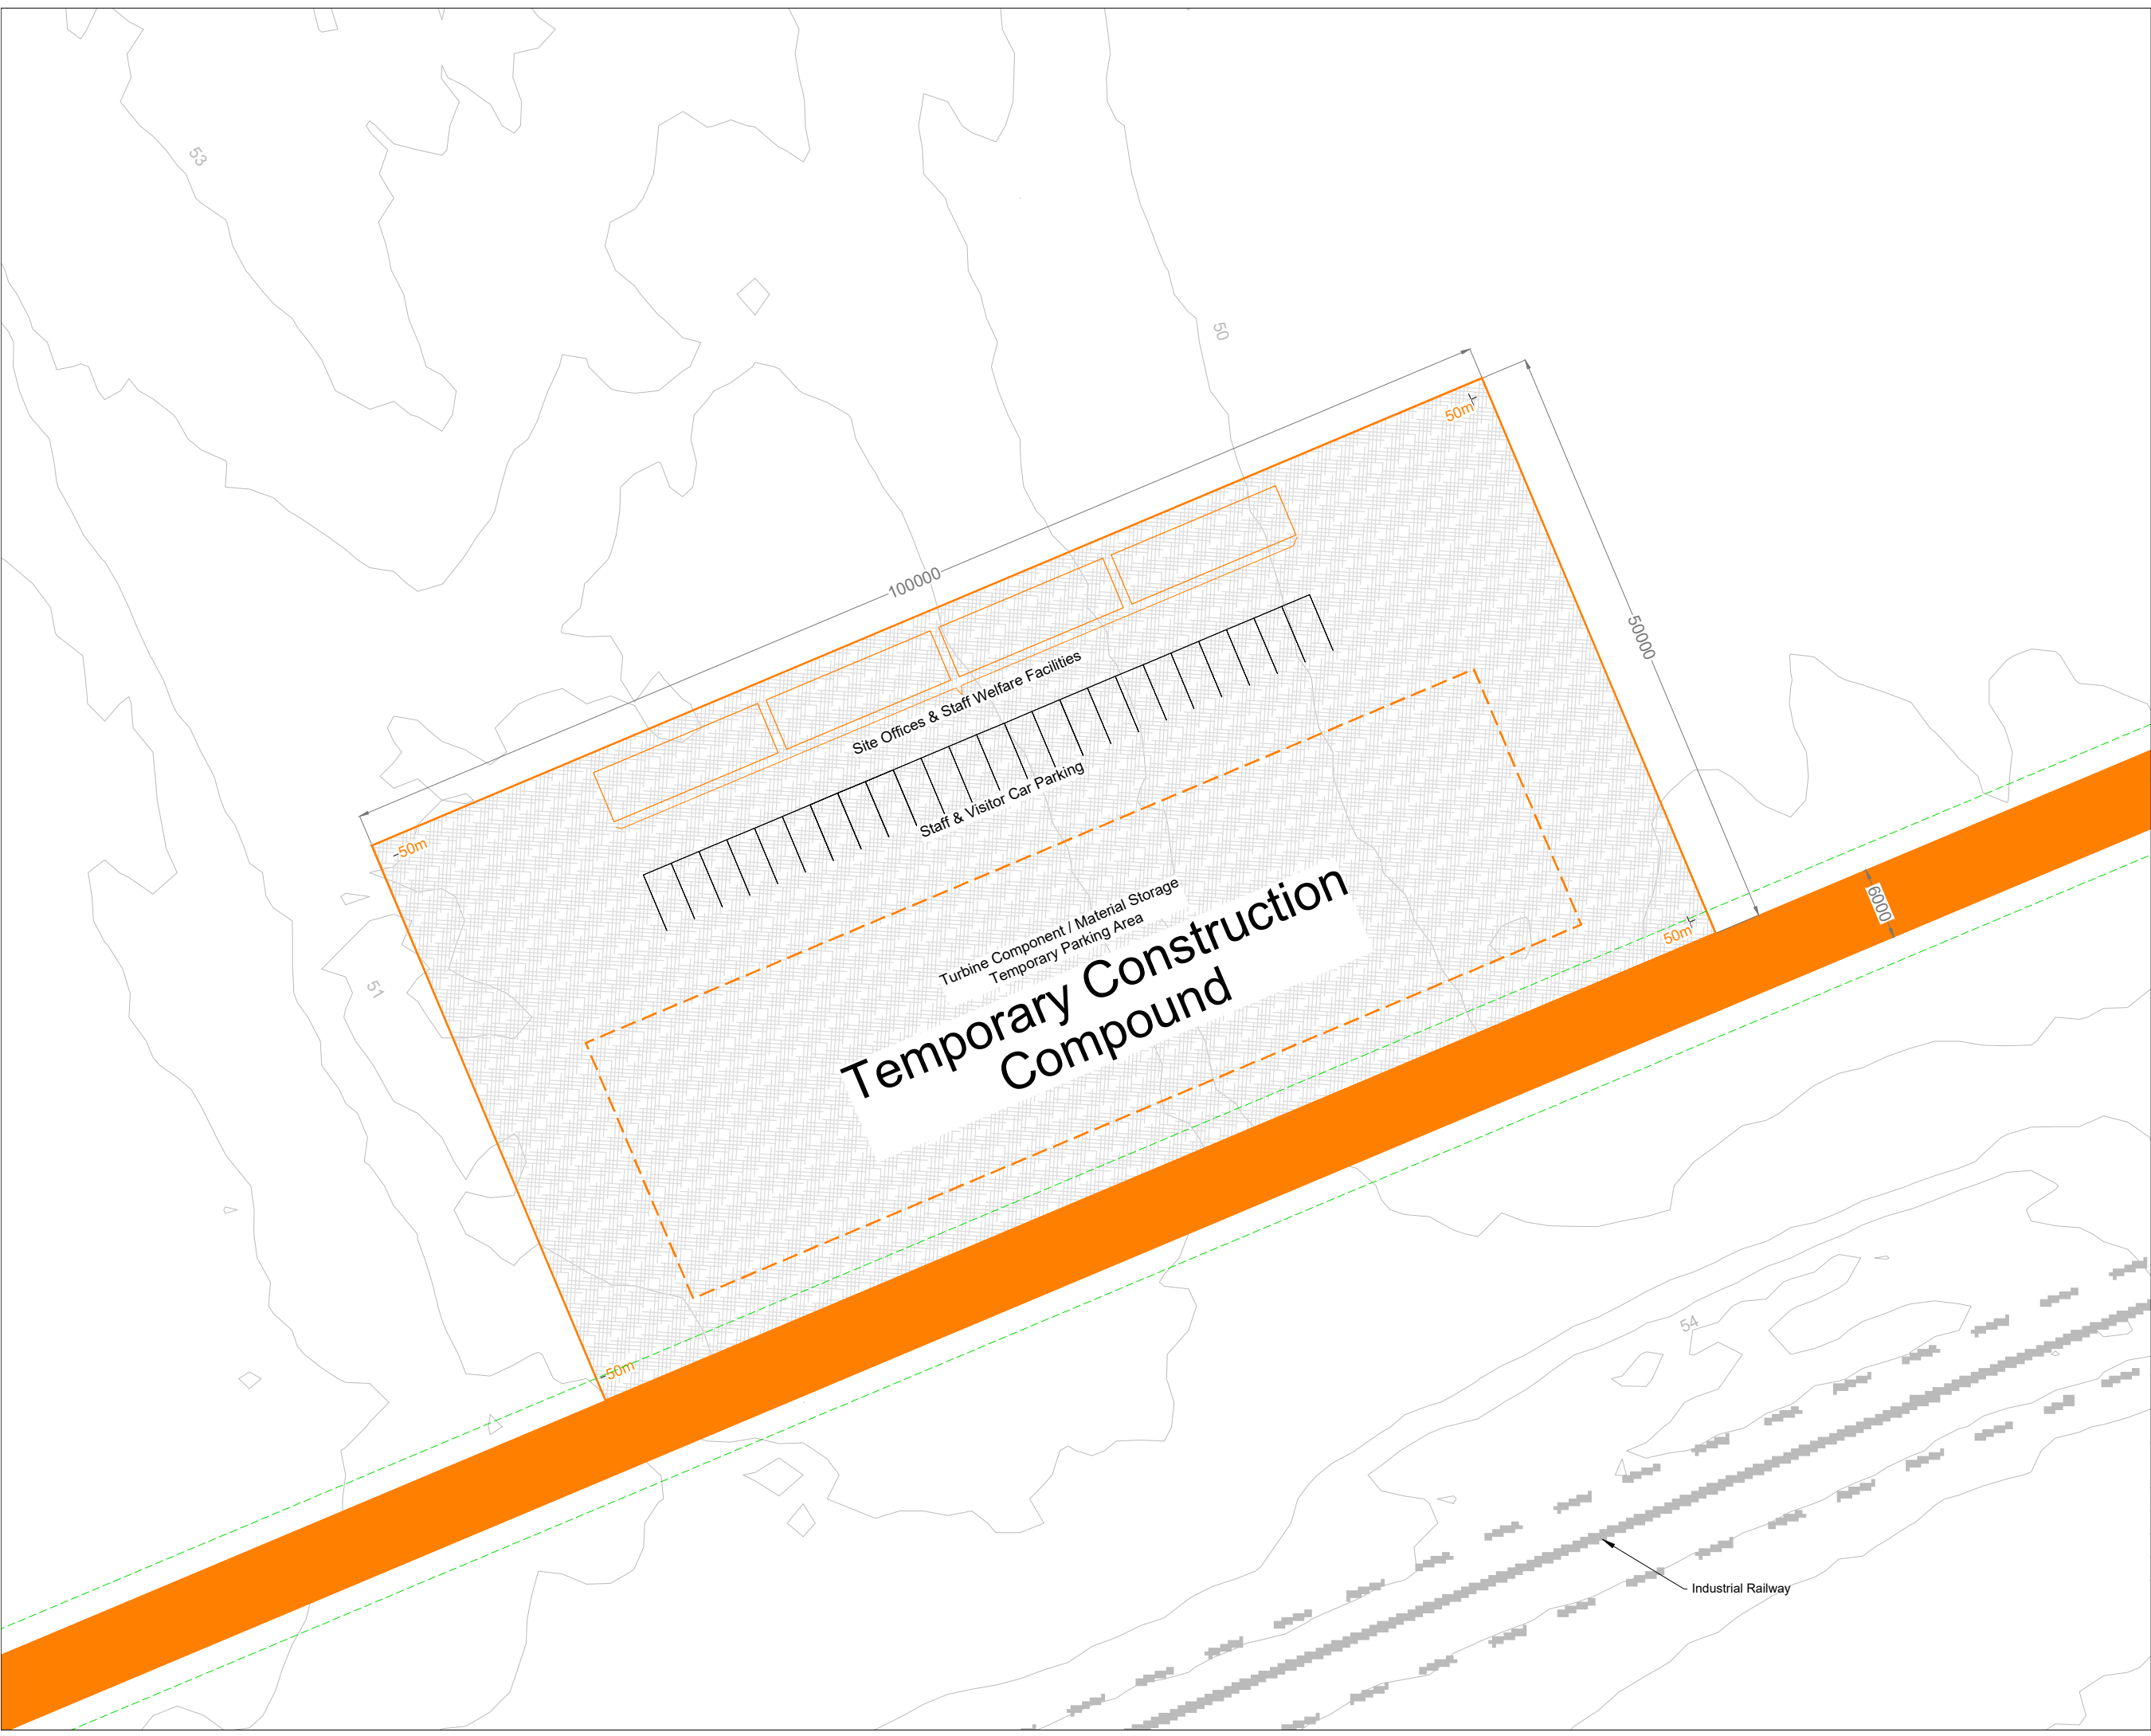 53
50
50m
100000
50000
Site Offices & Staff Welfare Facilities
Staff & Visitor Car Parking
-50m
6000
Turbine Component / Material Storage
Temporary Parking Area
Temporary Construction
Compound
50m
51
-50m
54
Industrial Railway